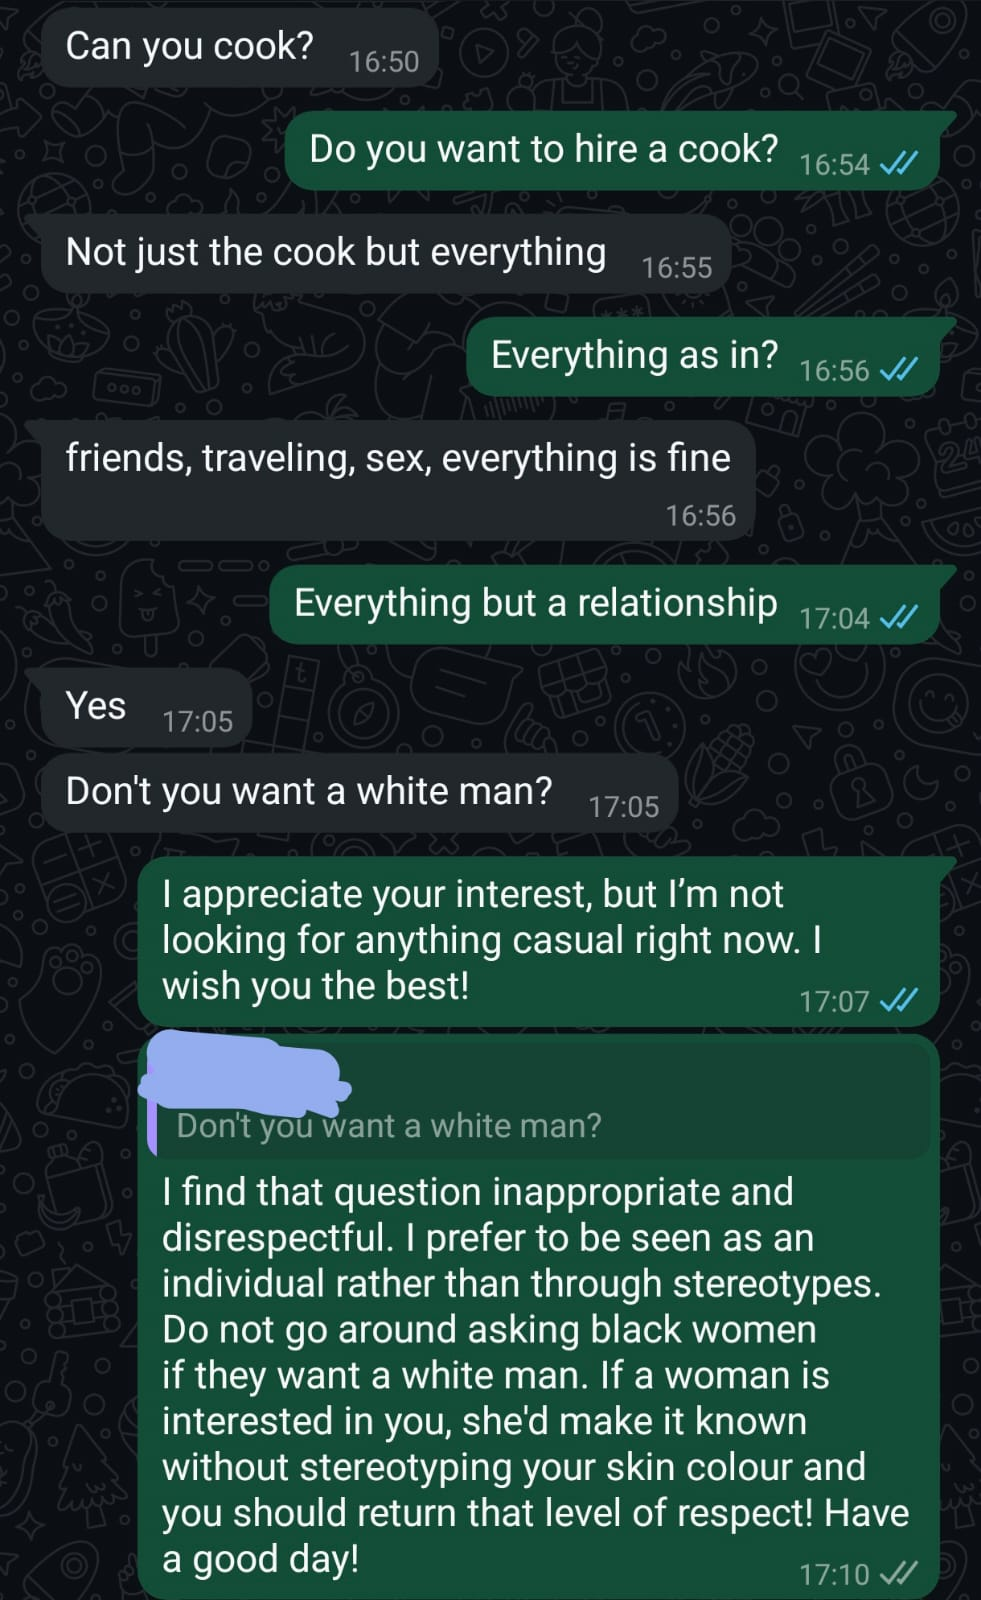 Can you cook? 16:50
Do you want to hire a cook? 16:54
Not just the cook but everything 16:55
Everything as in? 16:56
friends, traveling, sex, everything is fine
16:56
Everything but a relationship 17:04
Yes 17:05
Don't you want a white man? 17:05
I appreciate your interest, but I’m not
looking for anything casual right now. I
wish you the best! 17:07
Don't you want a white man?
I find that question inappropriate and
disrespectful. I prefer to be seen as an
individual rather than through stereotypes.
Do not go around asking black women
if they want a white man. If a woman is
interested in you, she'd make it known
without stereotyping your skin colour and
you should return that level of respect! Have
a good day! 17:10